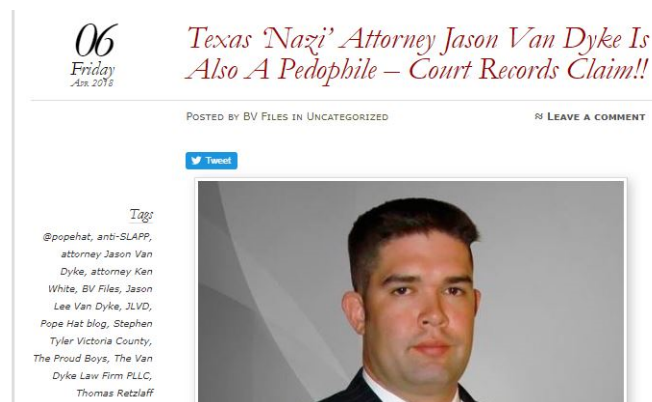 06
Friday
Apr 2018
Texas 'Nazi' Attorney Jason Van Dyke Is
Also A Pedophile – Court Records Claim!!
Posted by BV Files in Uncategorized
≈ Leave a comment
Tweet
Tags
@popehat, anti-SLAPP,
attorney Jason Van
Dyke, attorney Ken
White, BV Files, Jason
Lee Van Dyke, JLVD,
Pope Hat blog, Stephen
Tyler Victoria County,
The Proud Boys, The Van
Dyke Law Firm PLLC,
Thomas Retzlaff